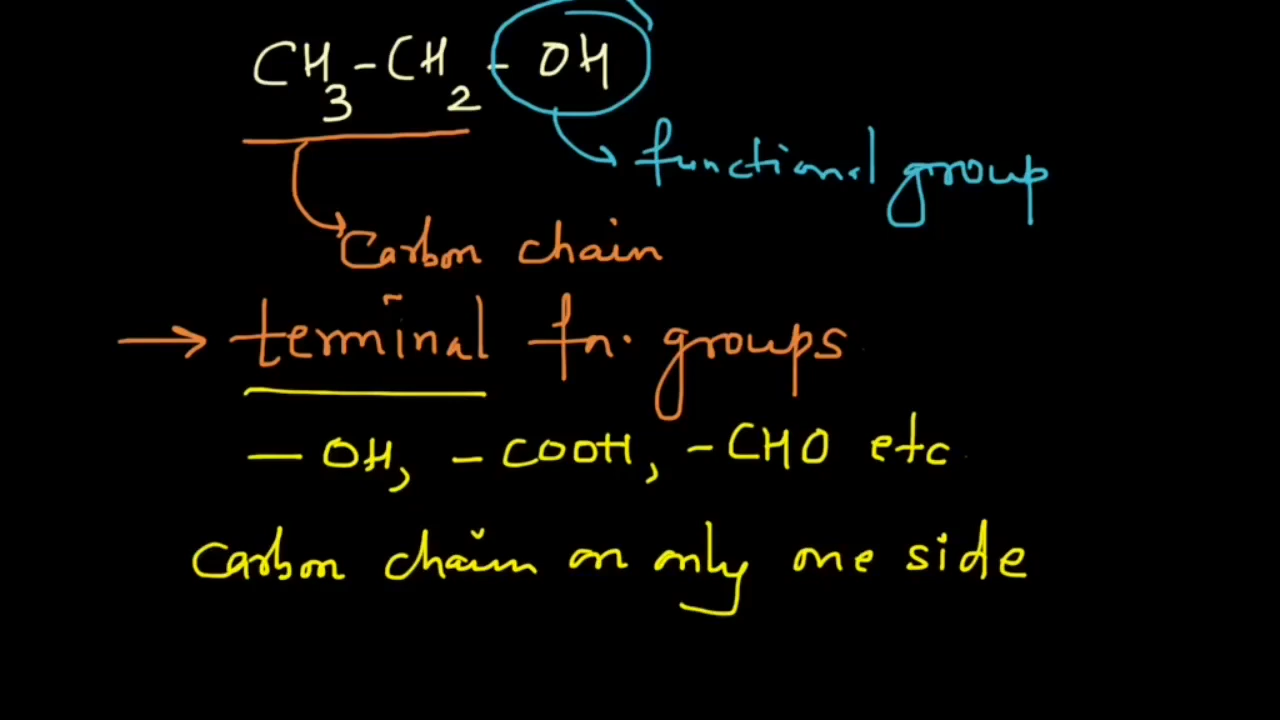 CH3-CH2-OH
functional group
Carbon chain
→ terminal fn. groups
- OH, - COOH, - CHO etc
Carbon chain on only one side